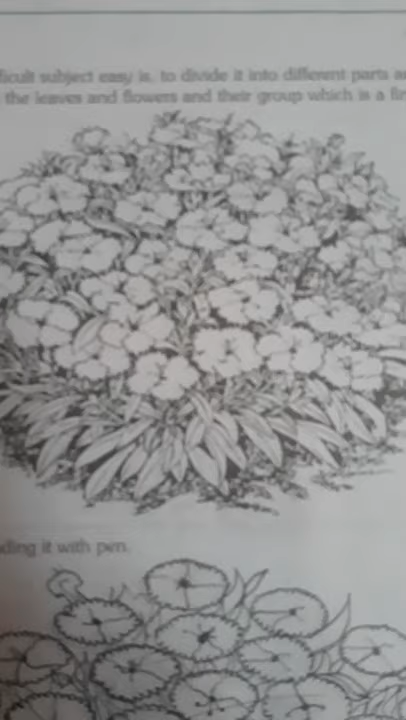 ficult subject easy is, to divide it into different parts a
the leaves and flowers and their group which is a fi
ding it with pen.